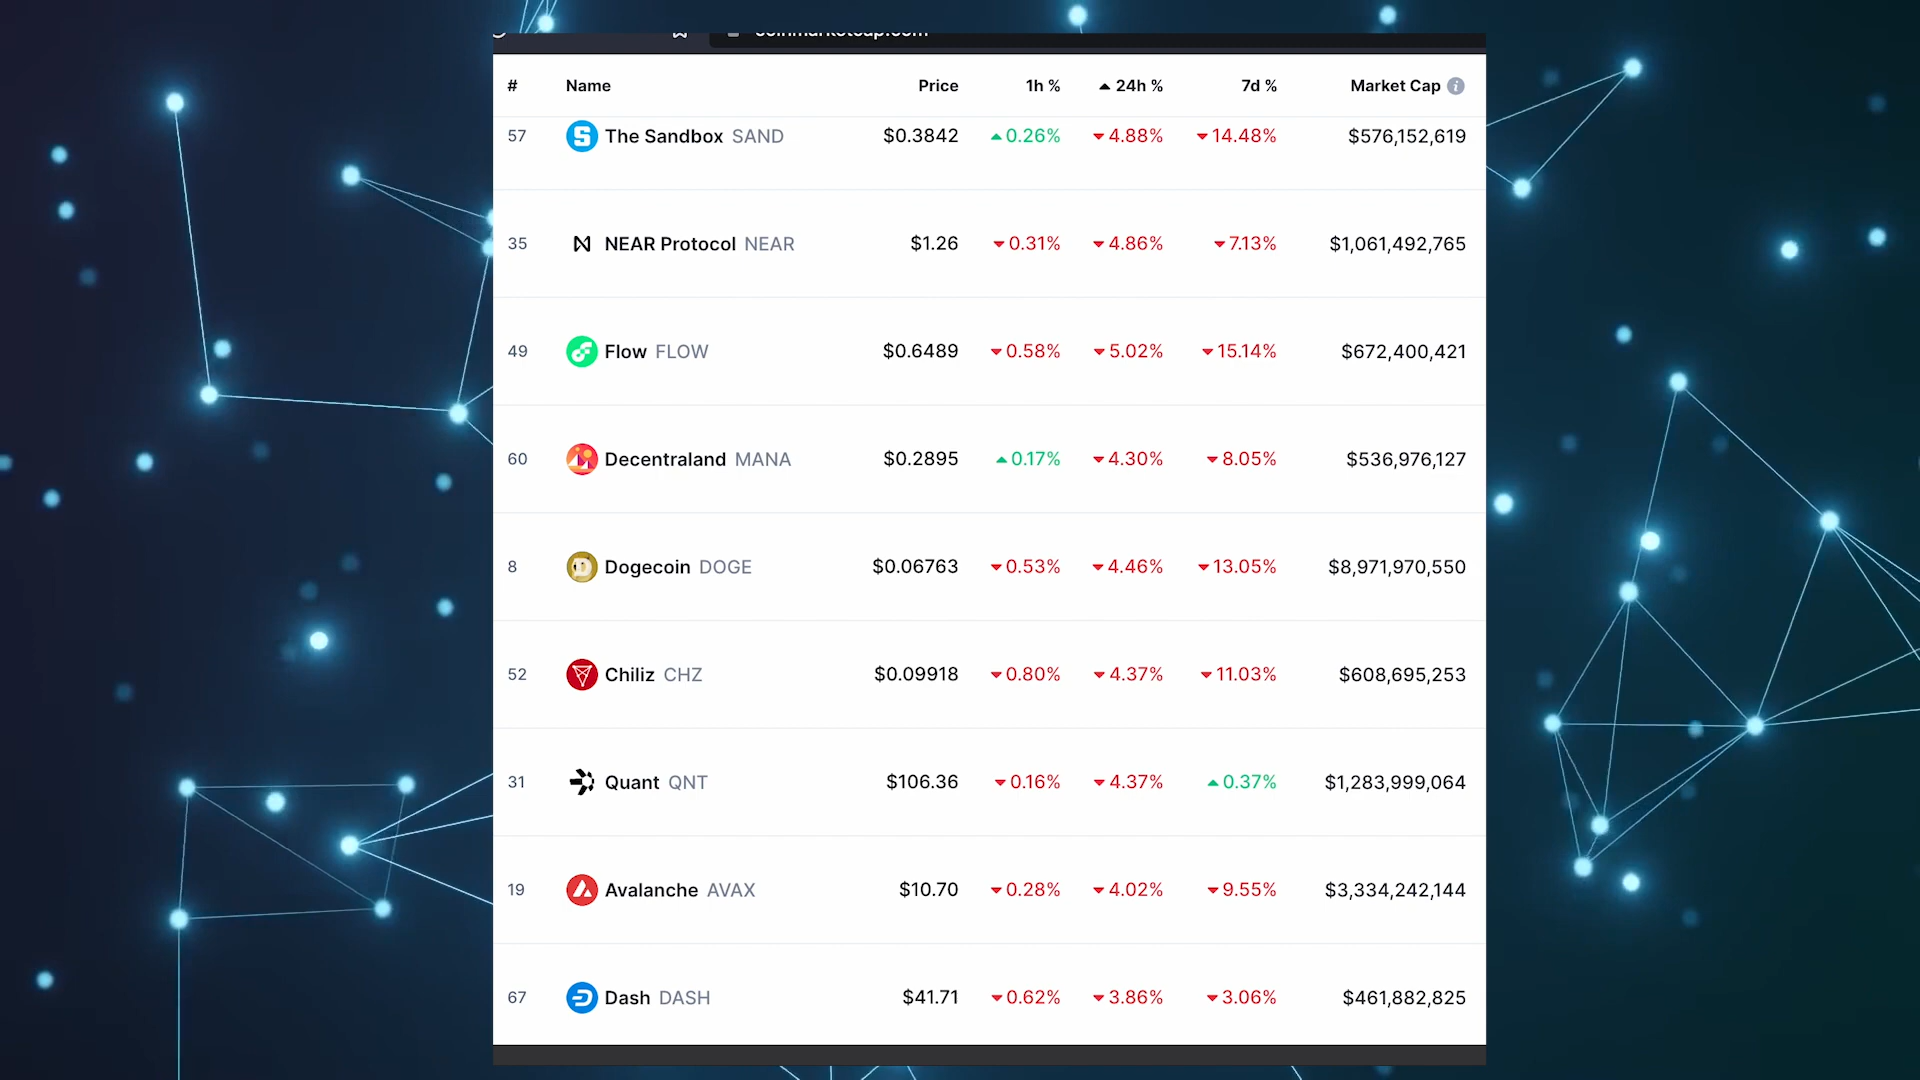 coinmarketcap.com
# Name Price 1h % 24h % 7d % Market Cap
57 The Sandbox SAND $0.3842 0.26% 4.88% 14.48% $576,152,619
35 NEAR Protocol NEAR $1.26 0.31% 4.86% 7.13% $1,061,492,765
49 Flow FLOW $0.6489 0.58% 5.02% 15.14% $672,400,421
60 Decentraland MANA $0.2895 0.17% 4.30% 8.05% $536,976,127
8 Dogecoin DOGE $0.06763 0.53% 4.46% 13.05% $8,971,970,550
52 Chiliz CHZ $0.09918 0.80% 4.37% 11.03% $608,695,253
31 Quant QNT $106.36 0.16% 4.37% 0.37% $1,283,999,064
19 Avalanche AVAX $10.70 0.28% 4.02% 9.55% $3,334,242,144
67 Dash DASH $41.71 0.62% 3.86% 3.06% $461,882,825